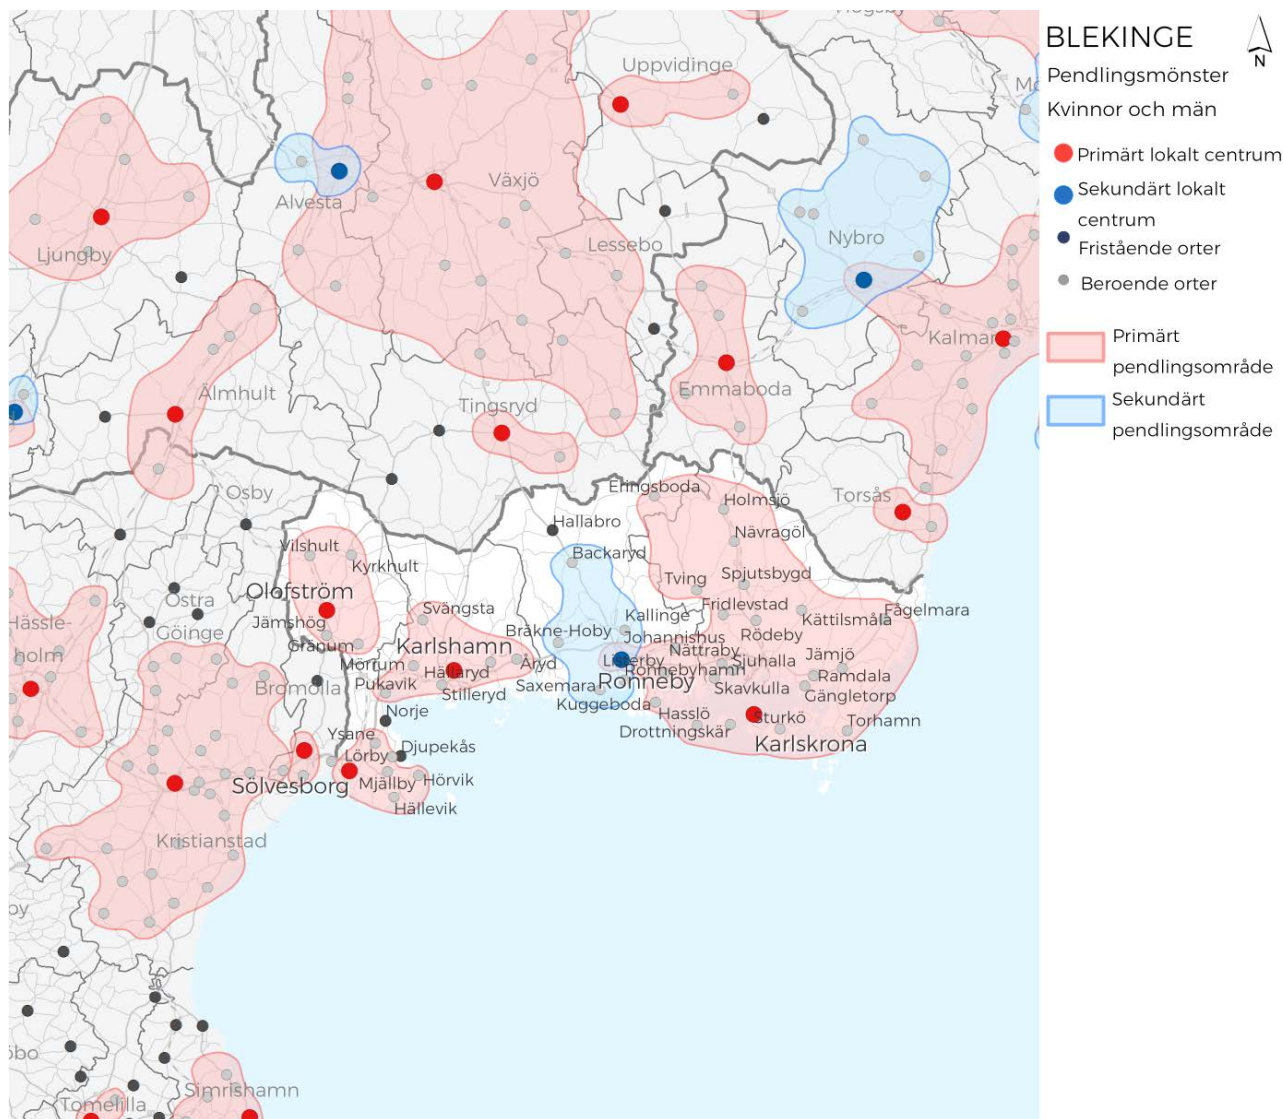 Högsby
BLEKINGE
N
Pendlingsmönster
Kvinnor och män
Primärt lokalt centrum
Sekundärt lokalt
centrum
Fristående orter
Beroende orter
Primärt
pendlingsområde
Sekundärt
pendlingsområde
Uppvidinge
Växjö
Alvesta
Nybro
Lessebo
Ljungby
Kalmar
Älmhult
Emmaboda
Tingsryd
Eringsboda
Torsås
Osby
Holmsjö
Hallabro
Nävragöl
Vilshult
Backaryd
Kyrkhult
Spjutsbygd
Tving
Olofström
Östra
Göinge
Svängsta
Fridlevstad
Fågelmara
Kallinge
Kättilsmåla
Jämshög
Hässle-
holm
Bräkne-Hoby
Johannishus
Rödeby
Gränum
Karlshamn
Nättraby
Jämjö
Mörrum
Åryd
Listerby
Sjuhalla
Hällaryd
Ronnebyhamn
Ramdala
Pukavik
Saxemara
Ronneby
Skavkulla
Bromölla
Stilleryd
Gängletorp
Kuggeboda
Norje
Hasslö
Sturkö
Torhamn
Ysane
Drottningskär
Karlskrona
Djupekås
Lörby
Sölvesborg
Mjällby
Hörvik
Hällevik
Kristianstad
Simrishamn
Tomelilla